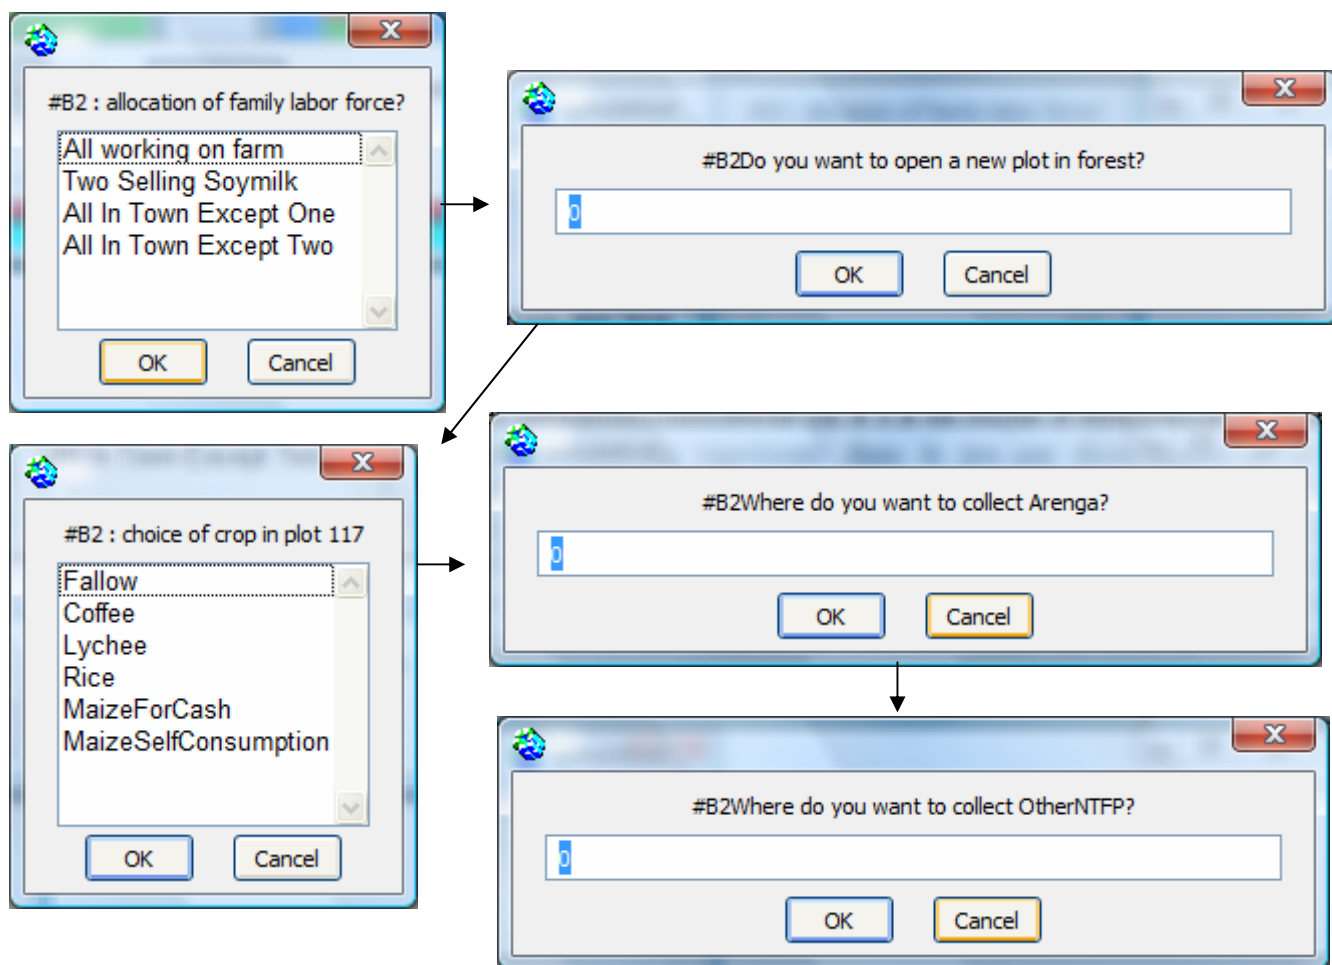 #B2 : allocation of family labor force?
All working on farm
Two Selling Soymilk
All In Town Except One
All In Town Except Two
OK
Cancel
#B2Do you want to open a new plot in forest?
0
OK
Cancel
#B2 : choice of crop in plot 117
Fallow
Coffee
Lychee
Rice
MaizeForCash
MaizeSelfConsumption
OK
Cancel
#B2Where do you want to collect Arenga?
0
OK
Cancel
#B2Where do you want to collect OtherNTFP?
0
OK
Cancel